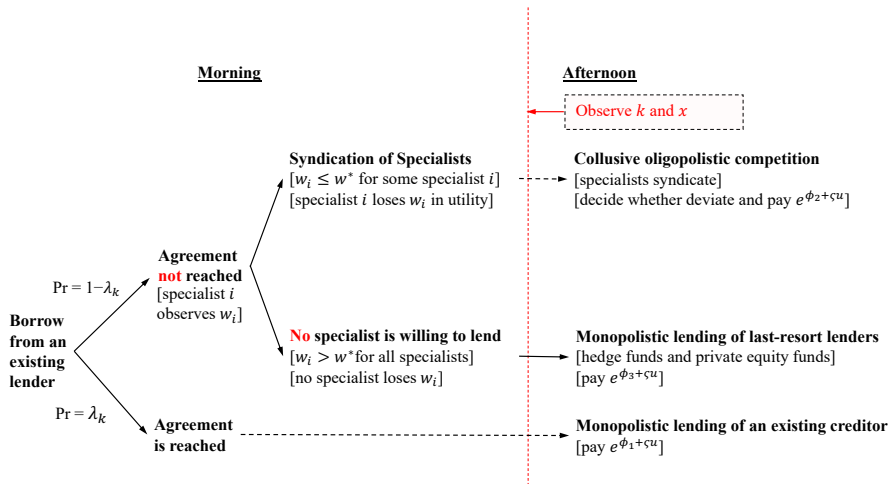 Morning
Afternoon
Observe k and x
Syndication of Specialists
[wᵢ ≤ w* for some specialist i]
[specialist i loses wᵢ in utility]
Collusive oligopolistic competition
[specialists syndicate]
[decide whether deviate and pay e^{ϕ₂+ςu}]
Agreement
not reached
[specialist i
observes wᵢ]
Pr = 1−λₖ
Borrow
from an
existing
lender
No specialist is willing to lend
[wᵢ > w*for all specialists]
[no specialist loses wᵢ]
Monopolistic lending of last-resort lenders
[hedge funds and private equity funds]
[pay e^{ϕ₃+ςu}]
Pr = λₖ
Agreement
is reached
Monopolistic lending of an existing creditor
[pay e^{ϕ₁+ςu}]